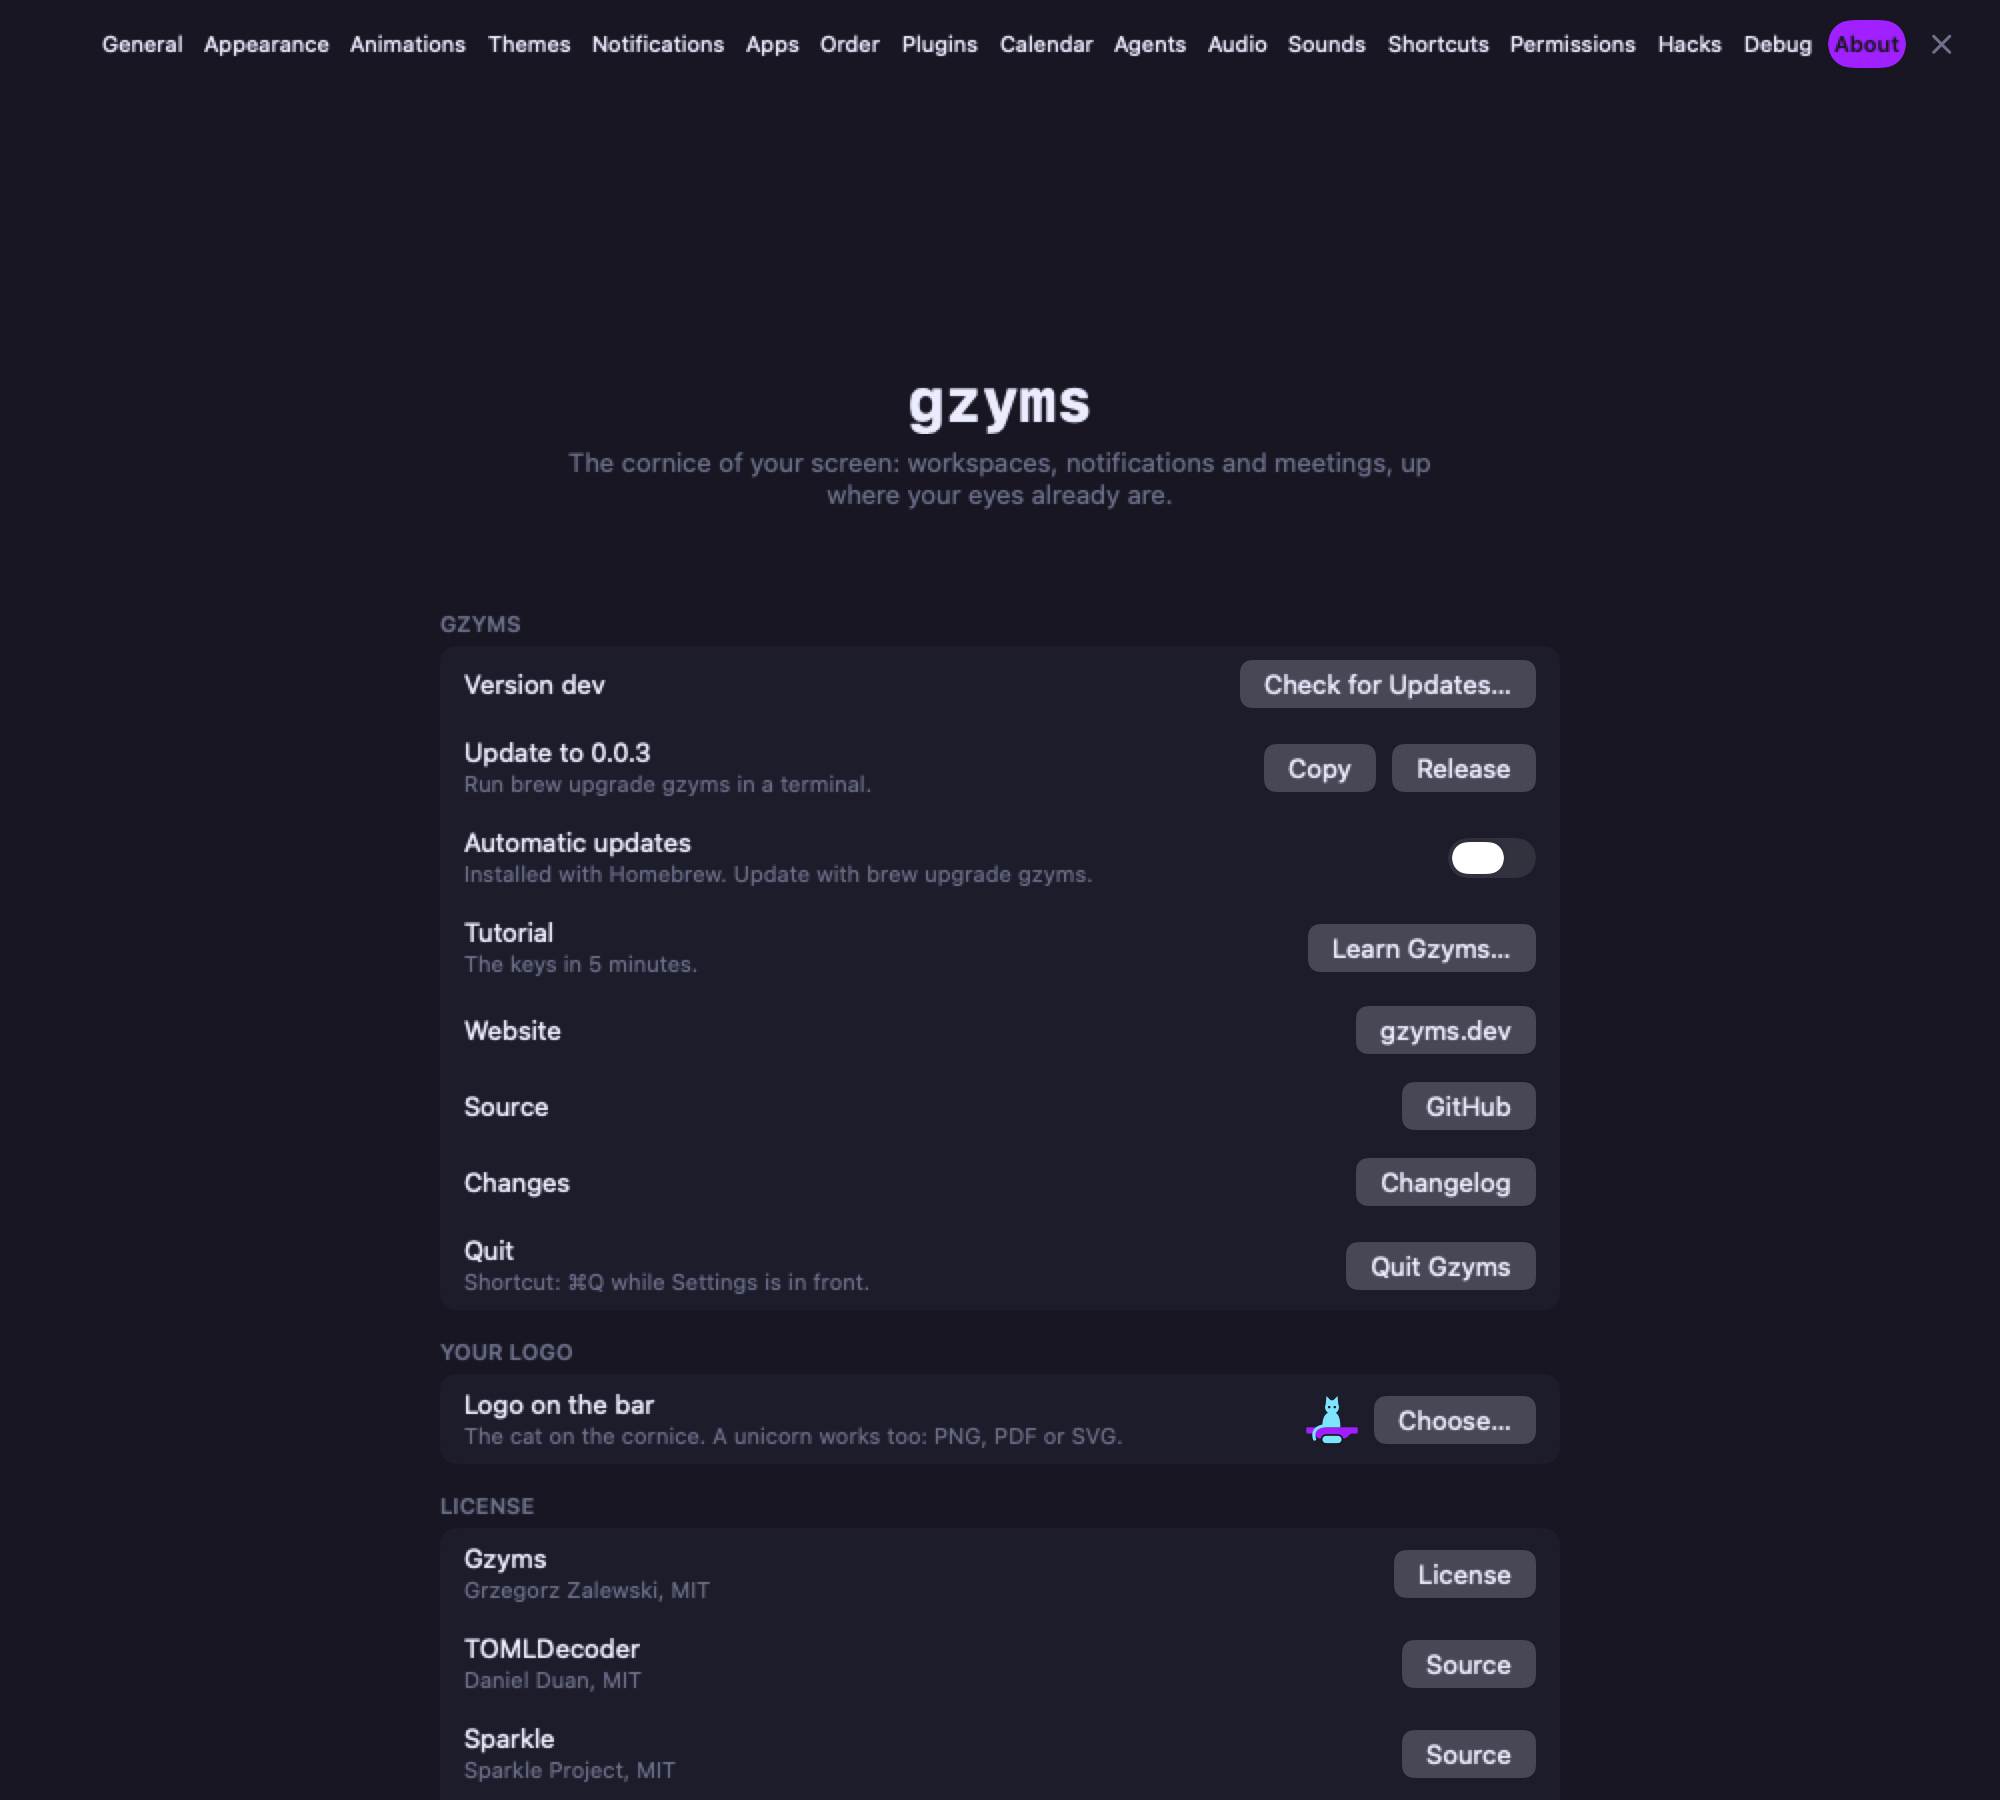 General Appearance Animations Themes Notifications Apps Order Plugins Calendar Agents Audio Sounds Shortcuts Permissions Hacks Debug About
gzyms
The cornice of your screen: workspaces, notifications and meetings, up
where your eyes already are.
GZYMS
Version dev
Check for Updates...
Update to 0.0.3
Run brew upgrade gzyms in a terminal.
Copy
Release
Automatic updates
Installed with Homebrew. Update with brew upgrade gzyms.
Tutorial
The keys in 5 minutes.
Learn Gzyms...
Website
gzyms.dev
Source
GitHub
Changes
Changelog
Quit
Shortcut: ⌘Q while Settings is in front.
Quit Gzyms
YOUR LOGO
Logo on the bar
The cat on the cornice. A unicorn works too: PNG, PDF or SVG.
Choose...
LICENSE
Gzyms
Grzegorz Zalewski, MIT
License
TOMLDecoder
Daniel Duan, MIT
Source
Sparkle
Sparkle Project, MIT
Source